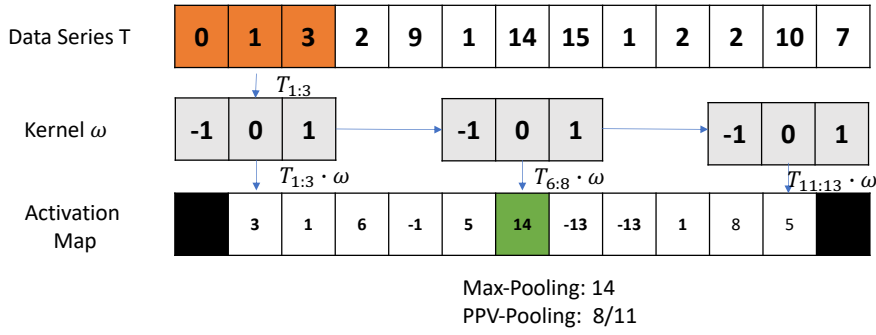 Data Series T 0 1 3 2 9 1 14 15 1 2 2 10 7
T₁:₃
Kernel ω -1 0 1 -1 0 1 -1 0 1
T₁:₃ · ω T₆:₈ · ω T₁₁:₁₃ · ω
Activation
Map
3 1 6 -1 5 14 -13 -13 1 8 5
Max-Pooling: 14
PPV-Pooling: 8/11